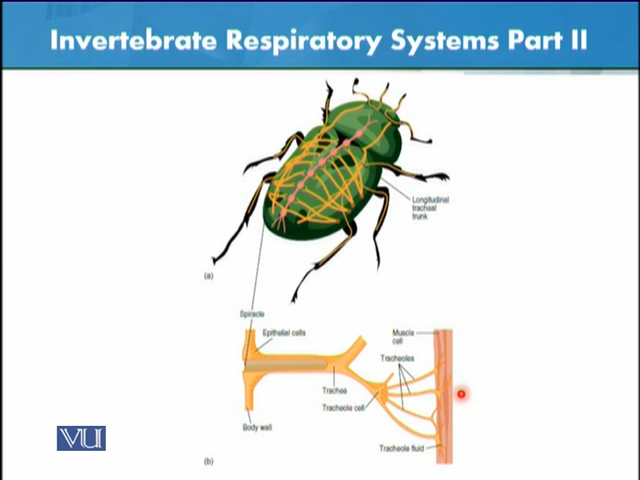 Invertebrate Respiratory Systems Part II
Longitudinal
tracheal
trunk
(a)
Spiracle
Epithelial cells
Muscle
cell
Tracheoles
Trachea
Tracheole cell
Body wall
Tracheole fluid
(b)
VU